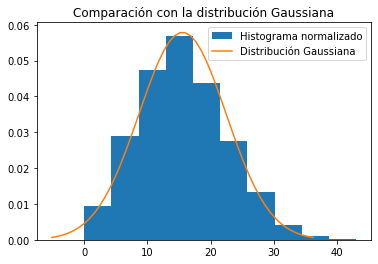 Comparación con la distribución Gaussiana
Histograma normalizado
Distribución Gaussiana
0.06
0.05
0.04
0.03
0.02
0.01
0.00
0 10 20 30 40